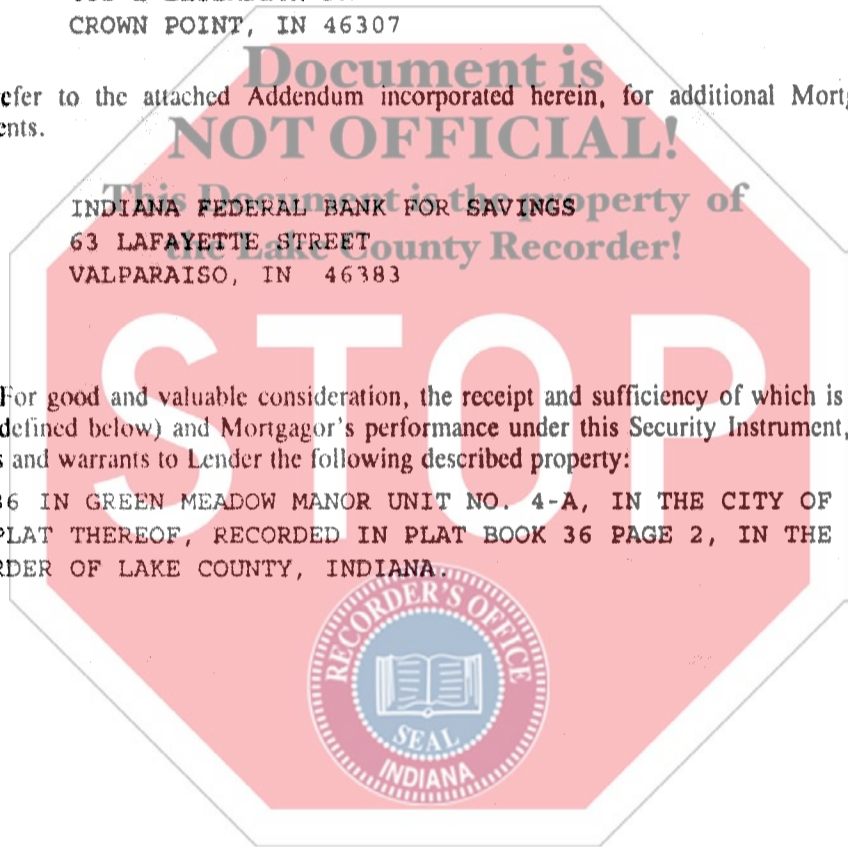 CROWN POINT, IN 46307
Document is
efer to the attached Addendum incorporated herein, for additional Mortg
ents.
NOT OFFICIAL!
This Document is the property of
INDIANA FEDERAL BANK FOR SAVINGS
63 LAFAYETTE STREET
the Lake County Recorder!
VALPARAISO, IN 46383
STOP
For good and valuable consideration, the receipt and sufficiency of which is
defined below) and Mortgagor's performance under this Security Instrument,
s and warrants to Lender the following described property:
36 IN GREEN MEADOW MANOR UNIT NO. 4-A, IN THE CITY OF
PLAT THEREOF, RECORDED IN PLAT BOOK 36 PAGE 2, IN THE
RDER OF LAKE COUNTY, INDIANA.
RECORDER'S OFFICE
SEAL
INDIANA